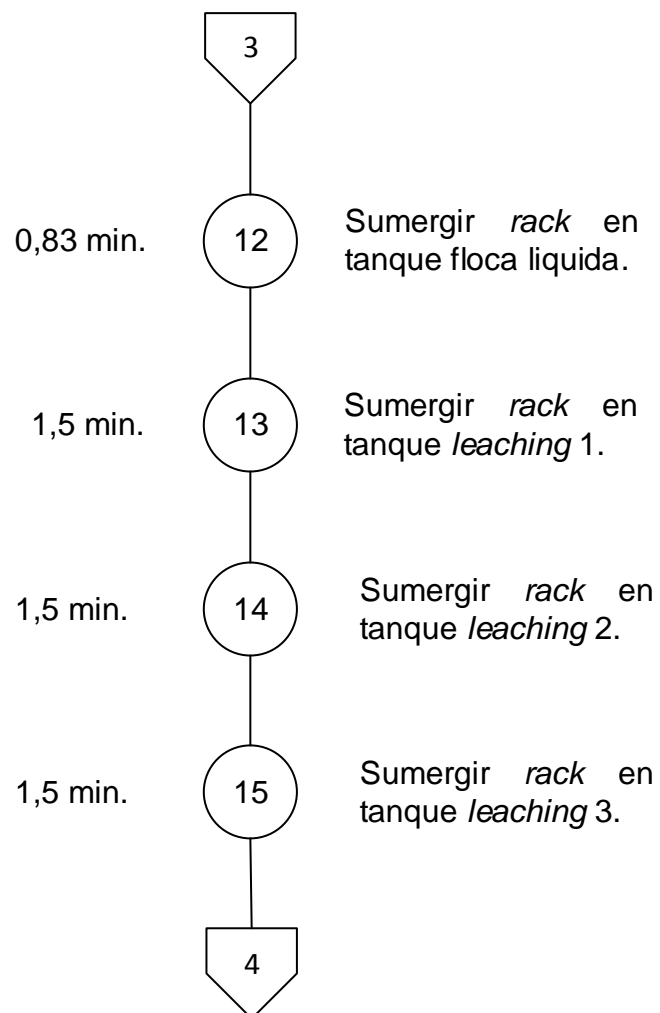 3
0,83 min.
12
Sumergir rack en
tanque floca liquida.
1,5 min.
13
Sumergir rack en
tanque leaching 1.
1,5 min.
14
Sumergir rack en
tanque leaching 2.
1,5 min.
15
Sumergir rack en
tanque leaching 3.
4